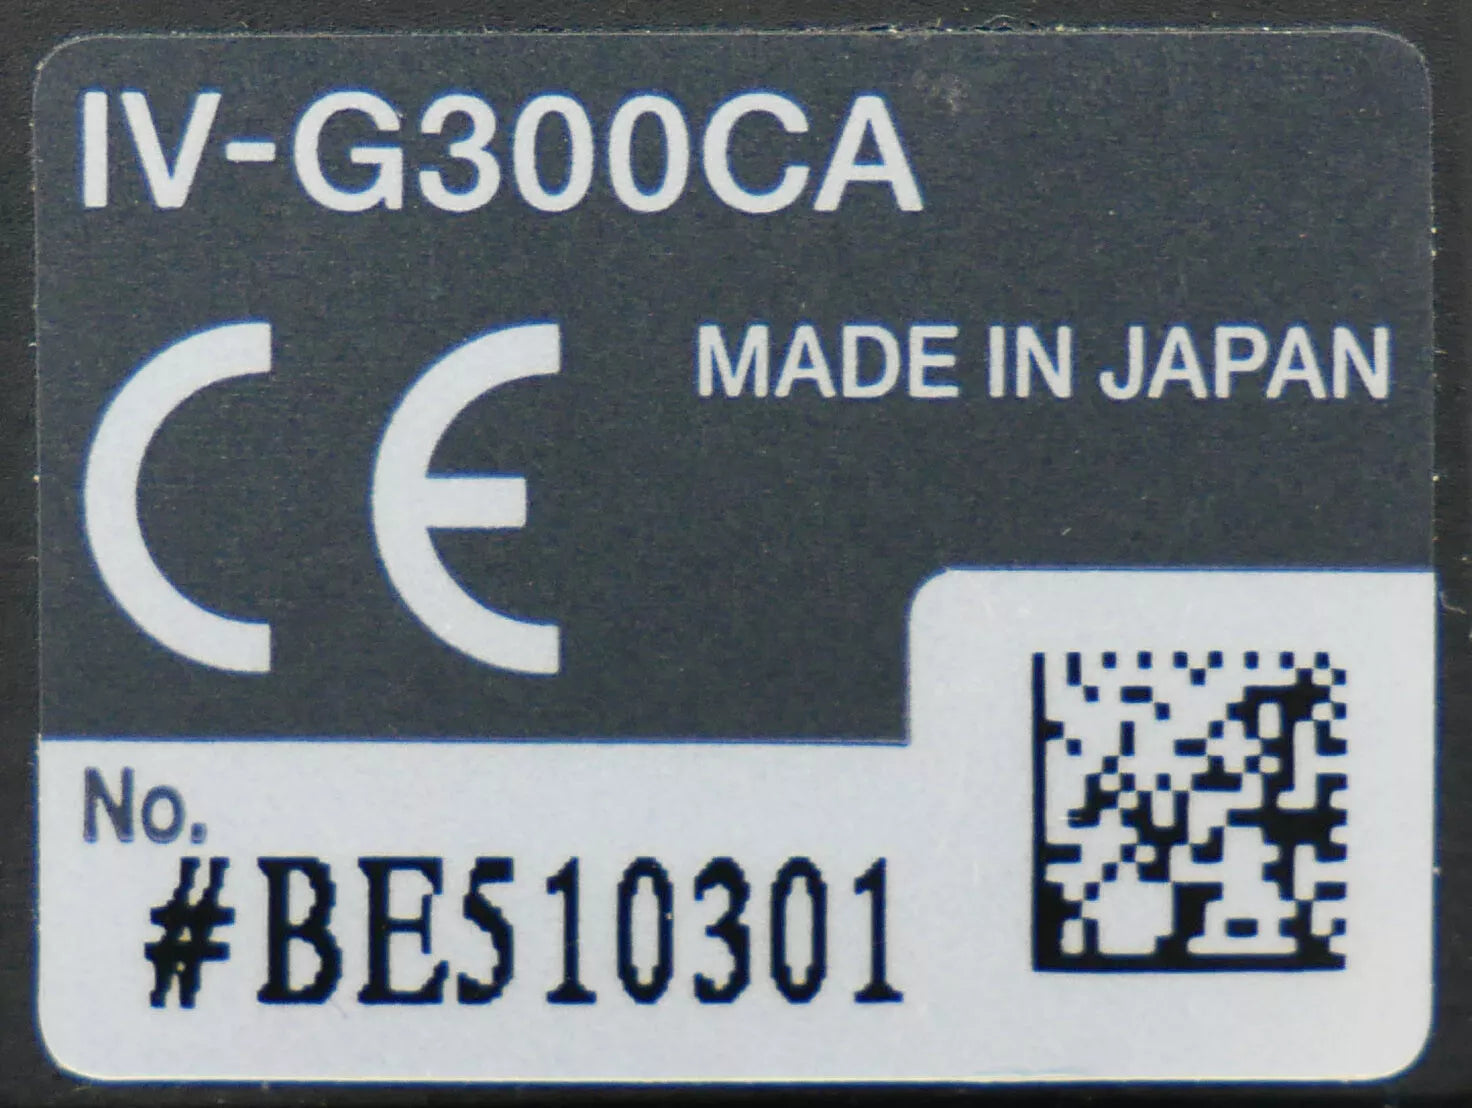 IV-G300CA
CE
MADE IN JAPAN
No.
#BE510301